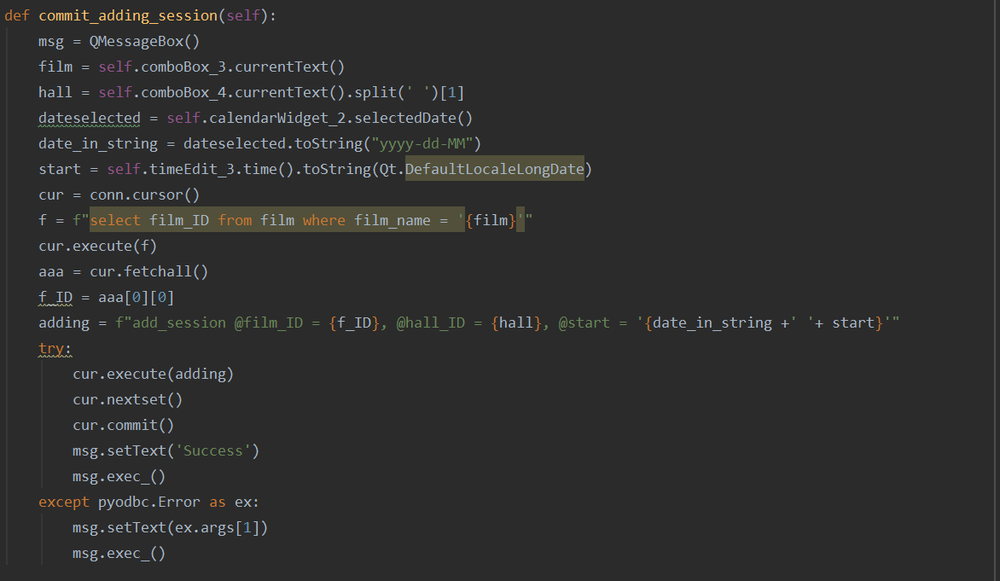 def commit_adding_session(self):
    msg = QMessageBox()
    film = self.comboBox_3.currentText()
    hall = self.comboBox_4.currentText().split(' ')[1]
    dateselected = self.calendarWidget_2.selectedDate()
    date_in_string = dateselected.toString("yyyy-dd-MM")
    start = self.timeEdit_3.time().toString(Qt.DefaultLocaleLongDate)
    cur = conn.cursor()
    f = f"select film_ID from film where film_name = '{film}'"
    cur.execute(f)
    aaa = cur.fetchall()
    f_ID = aaa[0][0]
    adding = f"add_session @film_ID = {f_ID}, @hall_ID = {hall}, @start = '{date_in_string +' '+ start}'"
    try:
        cur.execute(adding)
        cur.nextset()
        cur.commit()
        msg.setText('Success')
        msg.exec_()
    except pyodbc.Error as ex:
        msg.setText(ex.args[1])
        msg.exec_()